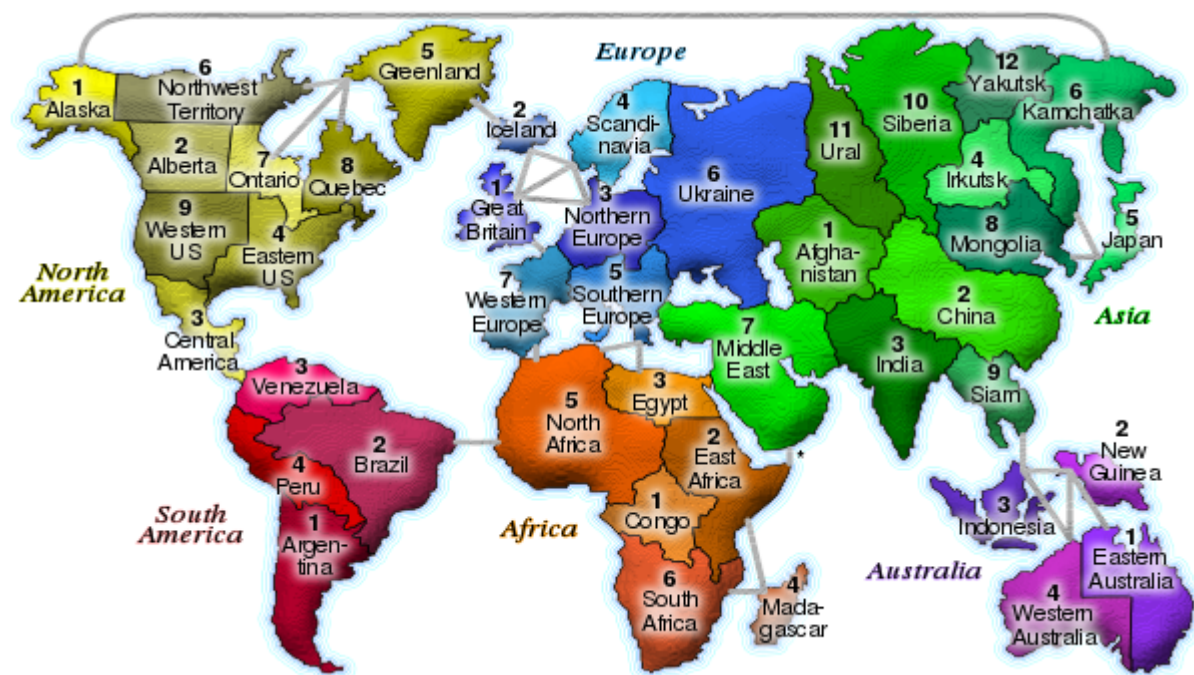 Europe
5
Greenland
6
Northwest
Territory
1
Alaska
12
Yakutsk
6
Kamchatka
2
Iceland
4
Scandi-
navia
10
Siberia
11
Ural
2
Alberta
7
Ontario
8
Quebec
1
Great
Britain
3
Northern
Europe
6
Ukraine
4
Irkutsk
9
Western
US
4
Eastern
US
1
Afgha-
nistan
8
Mongolia
5
Japan
North
America
7
Western
Europe
5
Southern
Europe
2
China
Asia
3
Central
America
7
Middle
East
3
India
9
Siam
3
Venezuela
3
Egypt
5
North
Africa
2
Brazil
2
East
Africa
*
2
New
Guinea
4
Peru
South
America
1
Argen-
tina
Africa
1
Congo
3
Indonesia
1
Eastern
Australia
Australia
6
South
Africa
4
Mada-
gascar
4
Western
Australia